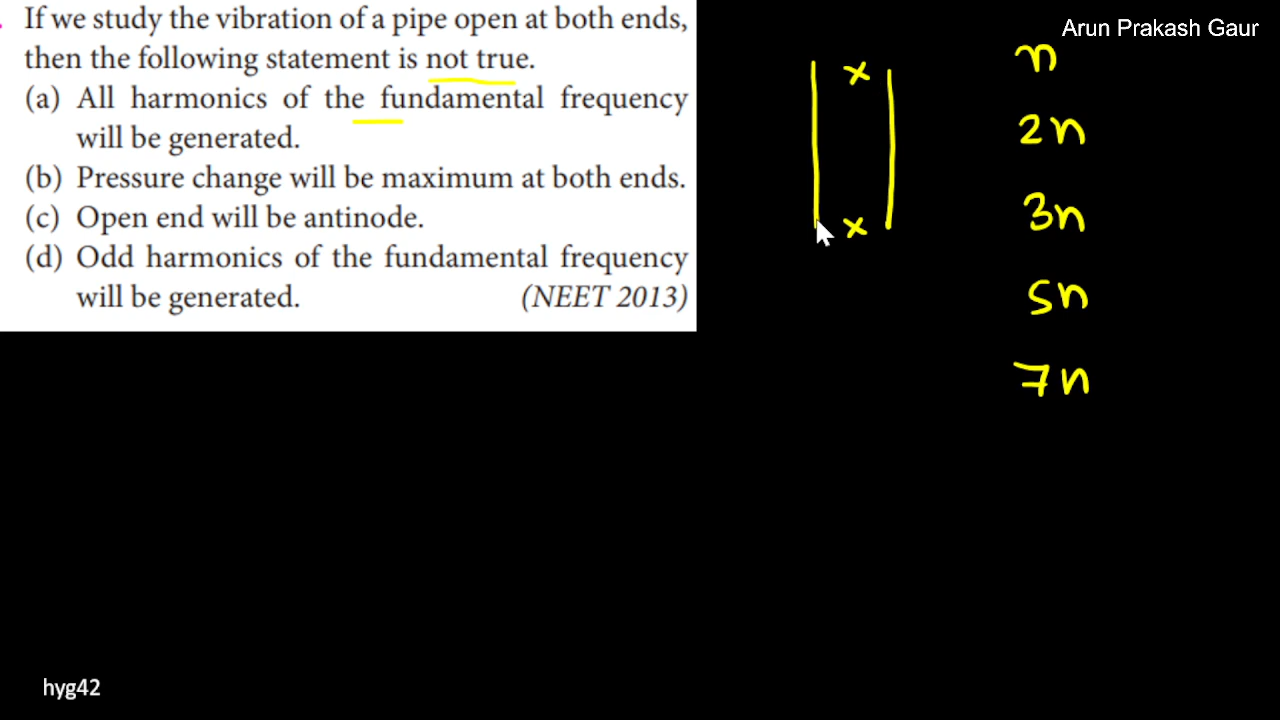 If we study the vibration of a pipe open at both ends,
then the following statement is not true.
(a) All harmonics of the fundamental frequency
will be generated.
(b) Pressure change will be maximum at both ends.
(c) Open end will be antinode.
(d) Odd harmonics of the fundamental frequency
will be generated. (NEET 2013)
Arun Prakash Gaur
x
x
n
2n
3n
5n
7n
hyg42